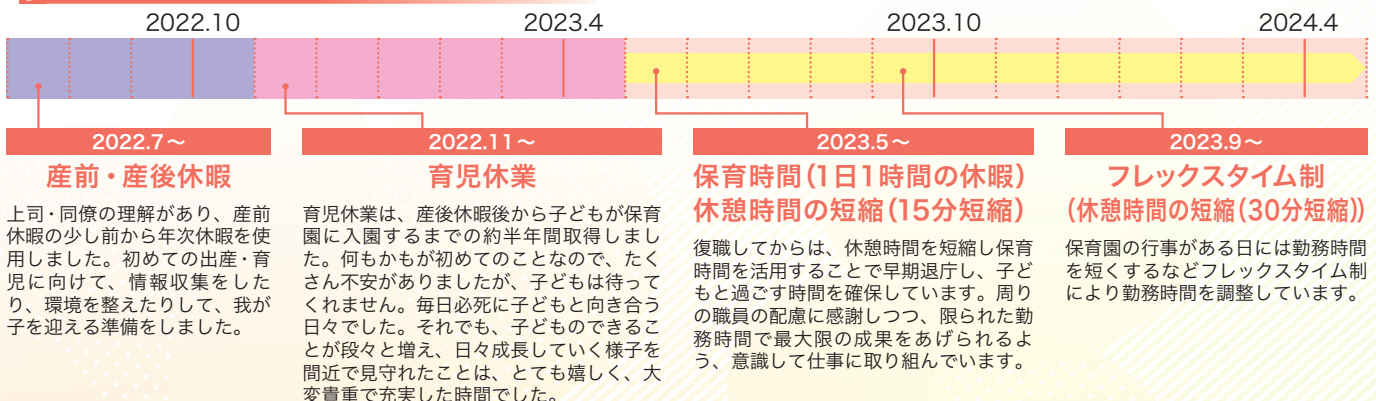 2022.10
2023.4
2023.10
2024.4
2022.7～
産前・産後休暇
上司・同僚の理解があり、産前
休暇の少し前から年次休暇を使
用しました。初めての出産・育
児に向けて、情報収集をした
り、環境を整えたりして、我が
子を迎える準備をしました。
2022.11～
育児休業
育児休業は、産後休暇後から子どもが保育
園に入園するまでの約半年間取得しまし
た。何もかもが初めてのことなので、たく
さん不安がありましたが、子どもは待って
くれません。毎日必死に子どもと向き合う
日々でした。それでも、子どものできるこ
とが段々と増え、日々成長していく様子を
間近で見守れたことは、とても嬉しく、大
変貴重で充実した時間でした。
2023.5～
保育時間（1日1時間の休暇）
休憩時間の短縮（15分短縮）
復職してからは、休憩時間を短縮し保育
時間を活用することで早期退庁し、子ど
もと過ごす時間を確保しています。周り
の職員の配慮に感謝しつつ、限られた勤
務時間で最大限の成果をあげられるよ
う、意識して仕事に取り組んでいます。
2023.9～
フレックスタイム制
（休憩時間の短縮（30分短縮））
保育園の行事がある日には勤務時間
を短くするなどフレックスタイム制
により勤務時間を調整しています。